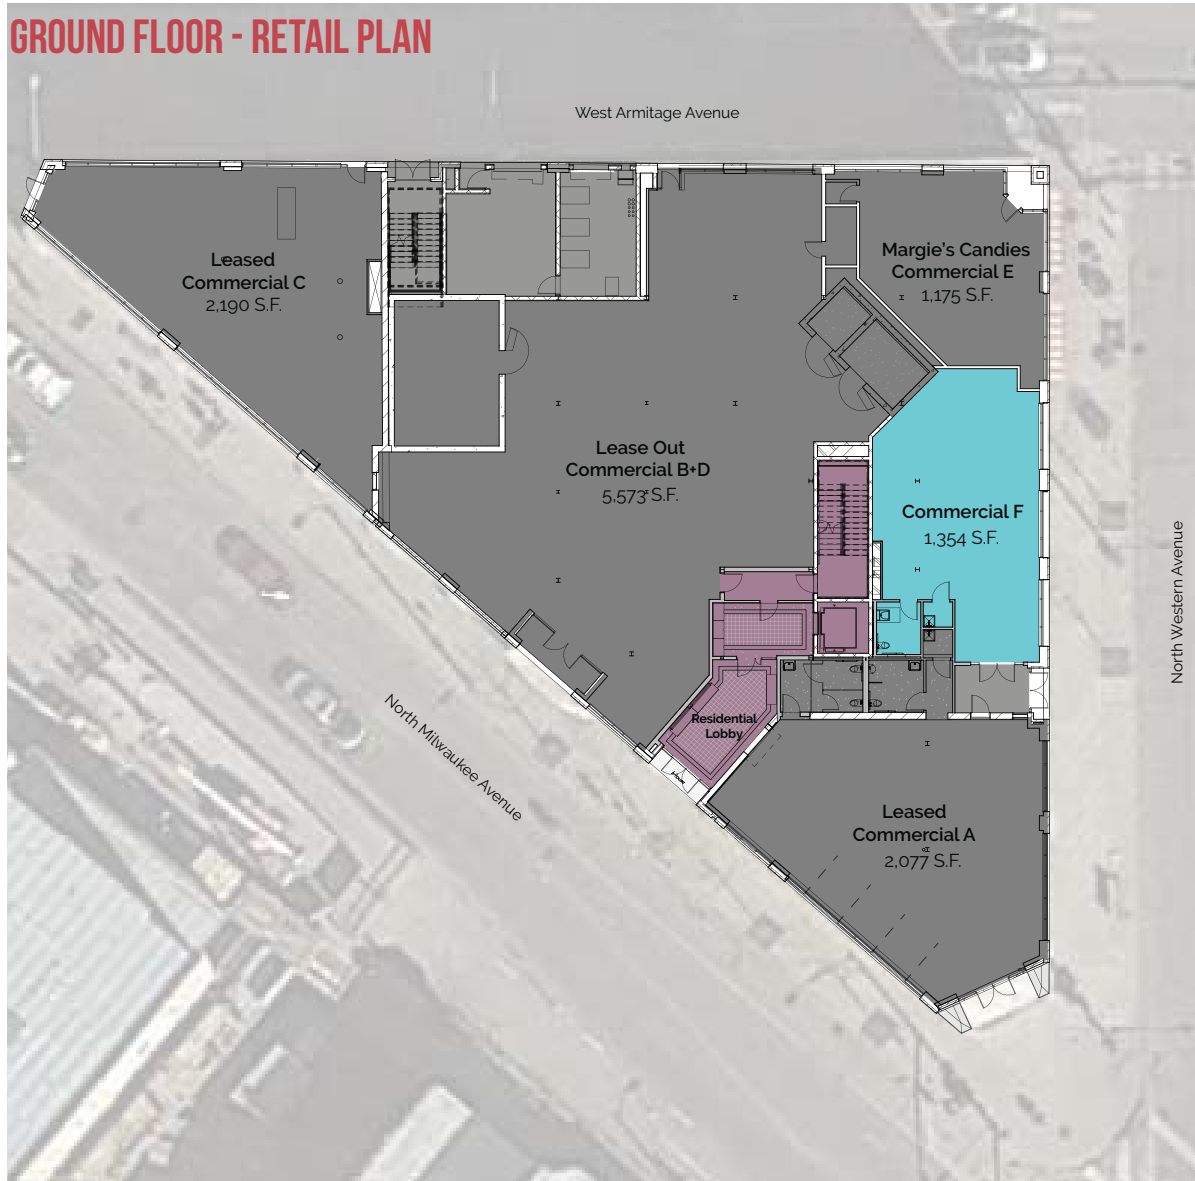 GROUND FLOOR - RETAIL PLAN
West Armitage Avenue
Leased
Commercial C
2,190 S.F.
Margie's Candies
Commercial E
1,175 S.F.
Lease Out
Commercial B+D
5,573 S.F.
Commercial F
1,354 S.F.
North Western Avenue
Residential
Lobby
North Milwaukee Avenue
Leased
Commercial A
2,077 S.F.